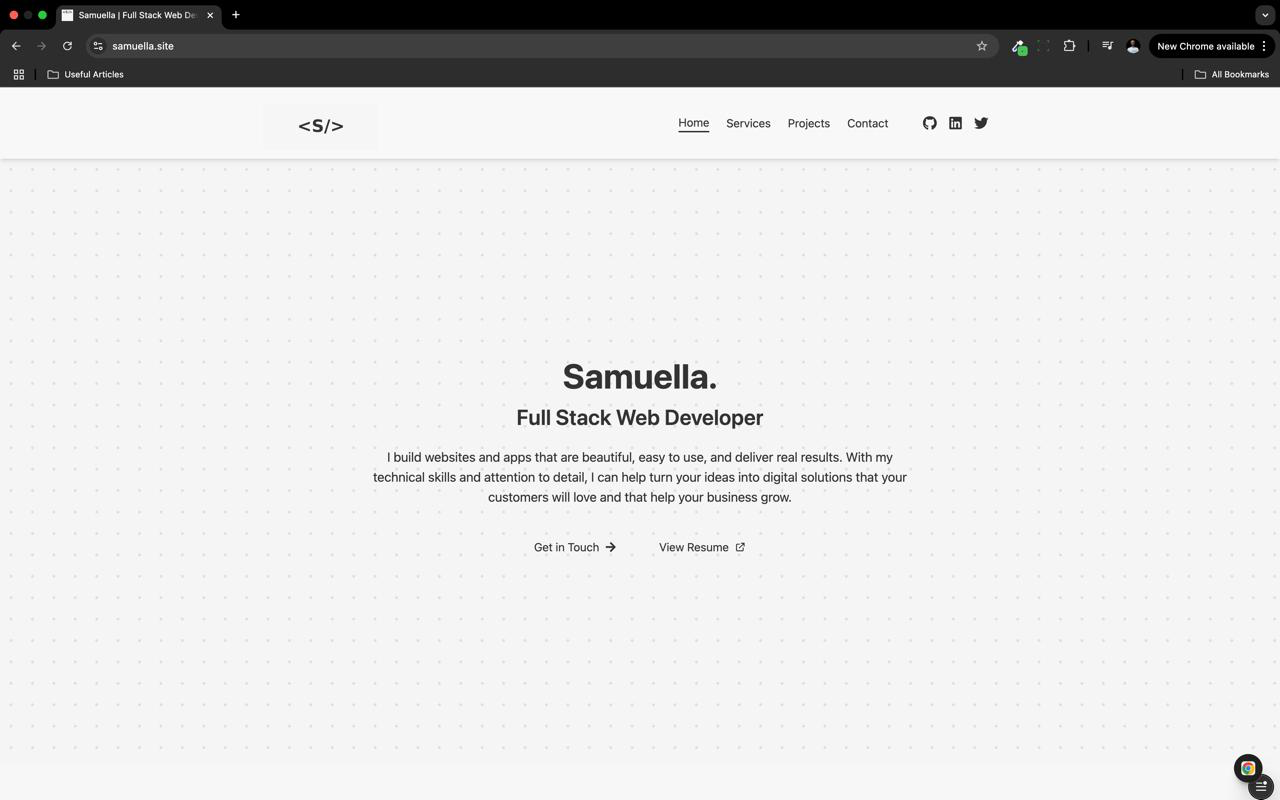 Samuella | Full Stack Web De
samuella.site
New Chrome available
Useful Articles
All Bookmarks
<S/>
Home Services Projects Contact
Samuella.
Full Stack Web Developer
I build websites and apps that are beautiful, easy to use, and deliver real results. With my
technical skills and attention to detail, I can help turn your ideas into digital solutions that your
customers will love and that help your business grow.
Get in Touch View Resume